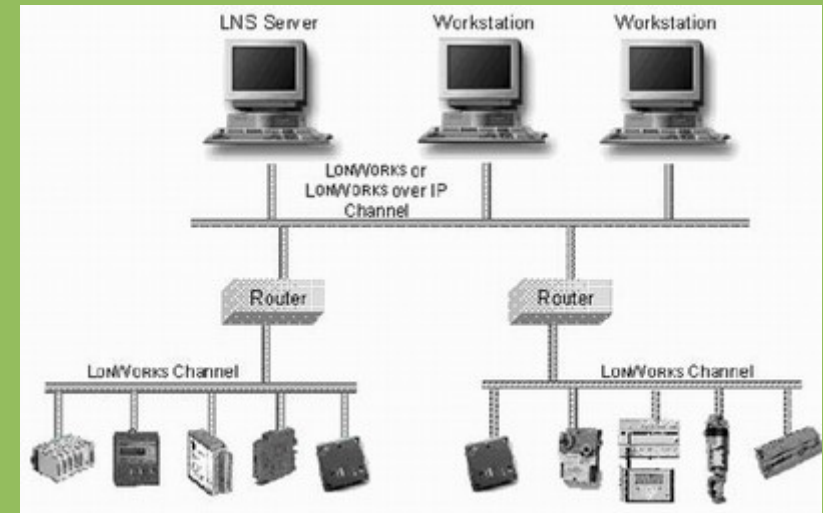 LNS Server
Workstation
Workstation
LONWORKS or
LONWORKS over IP
Channel
Router
Router
LONWORKS Channel
LONWORKS Channel